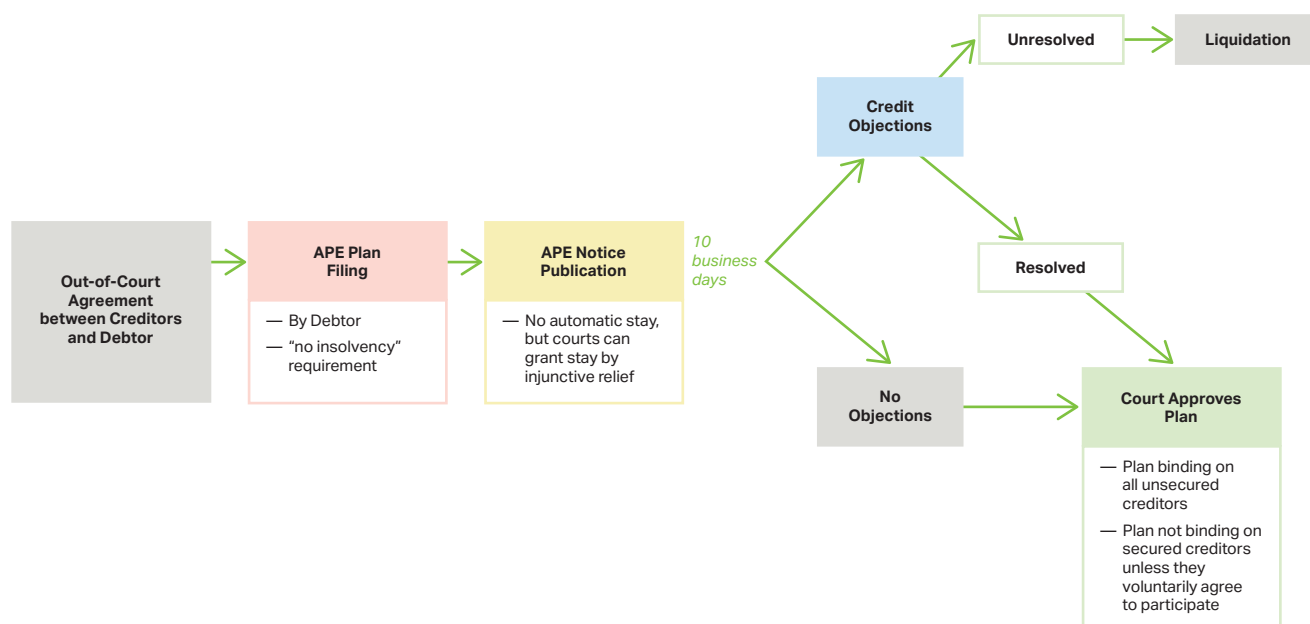 Out-of-Court
Agreement
between Creditors
and Debtor
APE Plan
Filing
— By Debtor
— “no insolvency”
requirement
APE Notice
Publication
— No automatic stay,
but courts can
grant stay by
injunctive relief
10
business
days
Credit
Objections
Unresolved
Liquidation
Resolved
No
Objections
Court Approves
Plan
— Plan binding on
all unsecured
creditors
— Plan not binding on
secured creditors
unless they
voluntarily agree
to participate